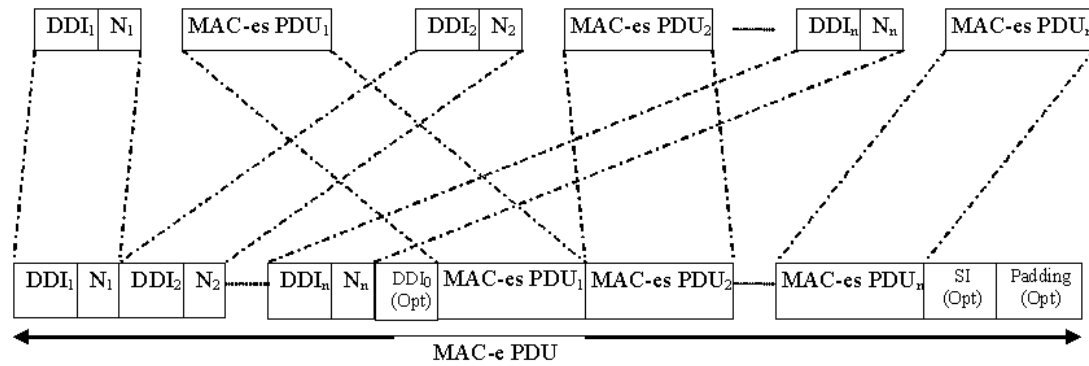 DDI₁ N₁ MAC-es PDU₁ DDI₂ N₂ MAC-es PDU₂ DDIₙ Nₙ MAC-es PDUₙ
DDI₁ N₁ DDI₂ N₂ DDIₙ Nₙ DDI₀ (Opt) MAC-es PDU₁ MAC-es PDU₂ MAC-es PDUₙ SI (Opt) Padding (Opt)
MAC-e PDU